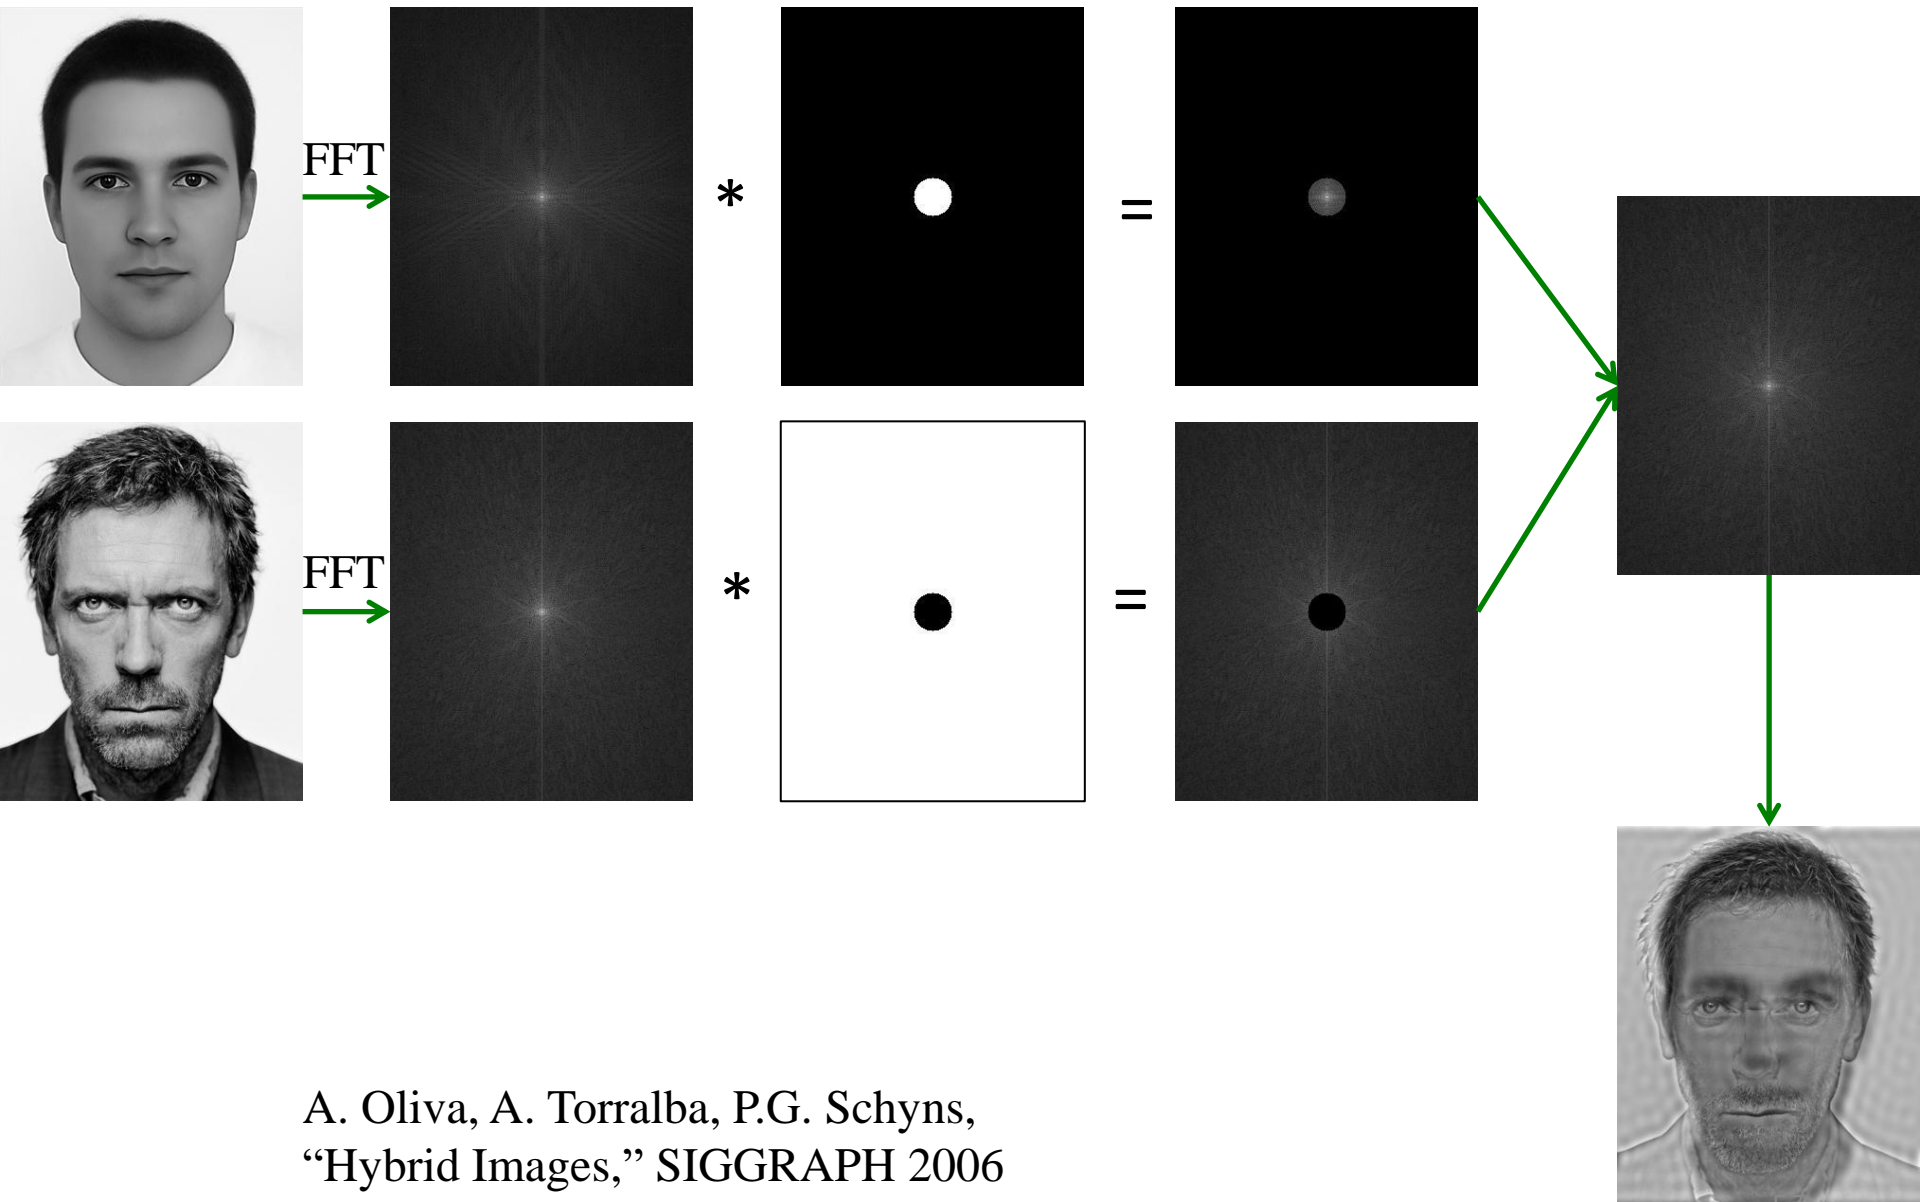 FFT
*
=
FFT
*
=
A. Oliva, A. Torralba, P.G. Schyns,
“Hybrid Images,” SIGGRAPH 2006